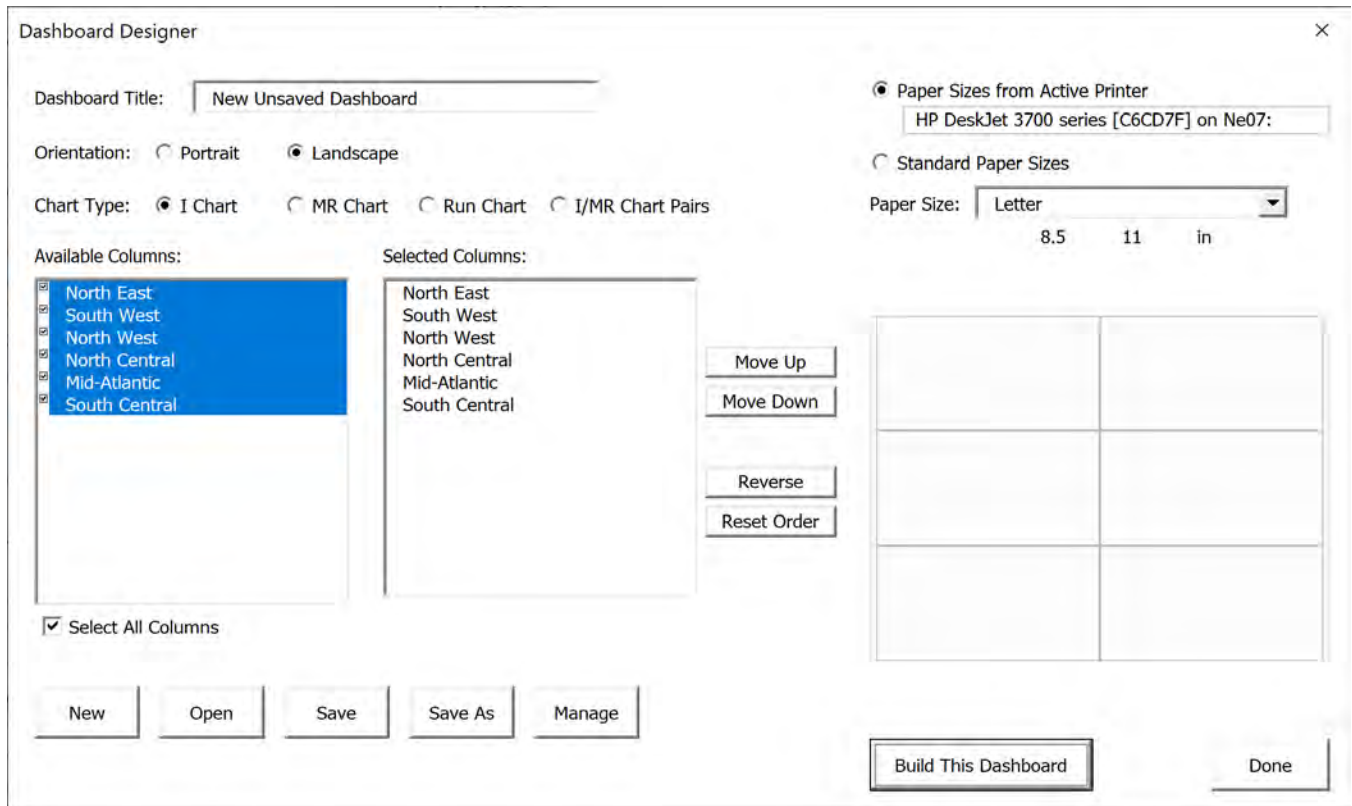 Dashboard Designer
Dashboard Title: New Unsaved Dashboard
Orientation: Portrait Landscape
Chart Type: I Chart MR Chart Run Chart I/MR Chart Pairs
Available Columns:
North East
South West
North West
North Central
Mid-Atlantic
South Central
Select All Columns
Selected Columns:
North East
South West
North West
North Central
Mid-Atlantic
South Central
Move Up
Move Down
Reverse
Reset Order
Paper Sizes from Active Printer
HP DeskJet 3700 series [C6CD7F] on Ne07:
Standard Paper Sizes
Paper Size: Letter
8.5 11 in
New Open Save Save As Manage
Build This Dashboard Done